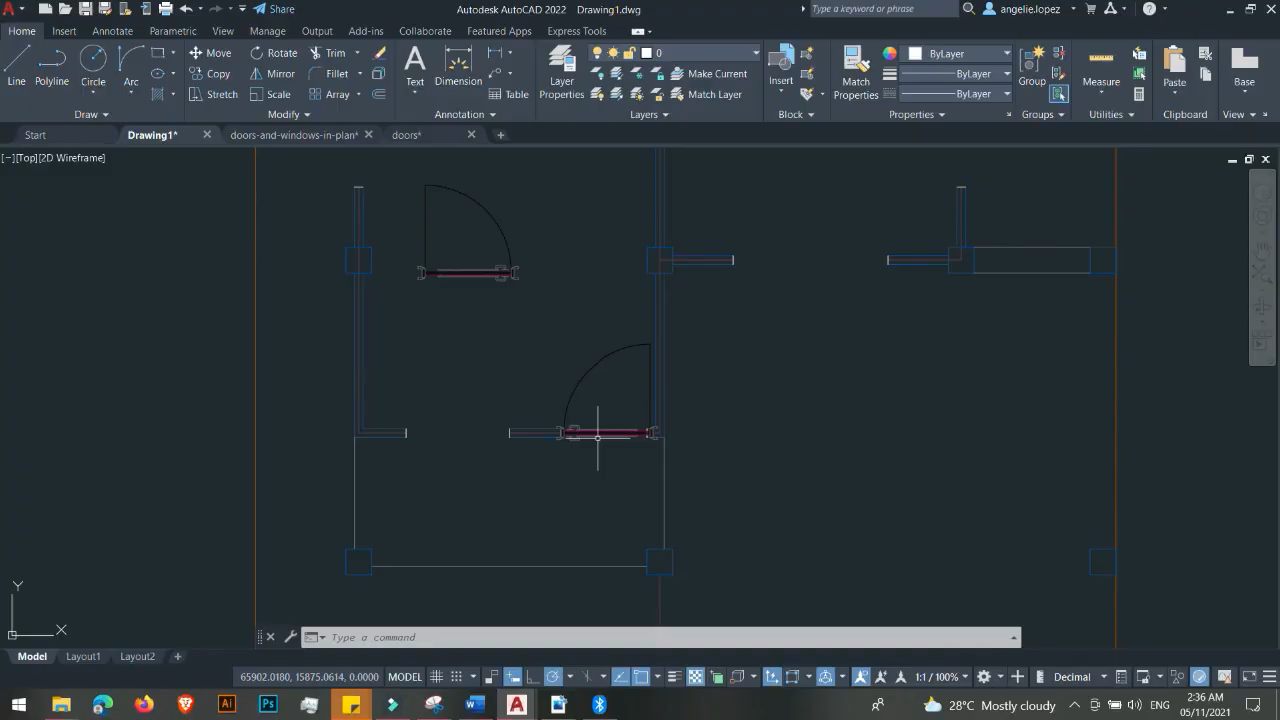 Share
Autodesk AutoCAD 2022 Drawing1.dwg
Type a keyword or phrase
angelie.lopez
Home Insert Annotate Parametric View Manage Output Add-ins Collaborate Featured Apps Express Tools
Line Polyline Circle Arc
Move Rotate Trim
Copy Mirror Fillet
Stretch Scale Array
Text Dimension Table
Layer Properties
0
Make Current
Match Layer
Insert
Match Properties
ByLayer
ByLayer
ByLayer
Group
Measure
Paste
Base
Draw Modify Annotation Layers Block Properties Groups Utilities Clipboard View
Start Drawing1* doors-and-windows-in-plan* doors*
[−][Top][2D Wireframe]
Y
X
Type a command
Model Layout1 Layout2
65902.0180, 15875.0614, 0.0000 MODEL 1:1 / 100% Decimal
28°C Mostly cloudy ENG 2:36 AM
05/11/2021